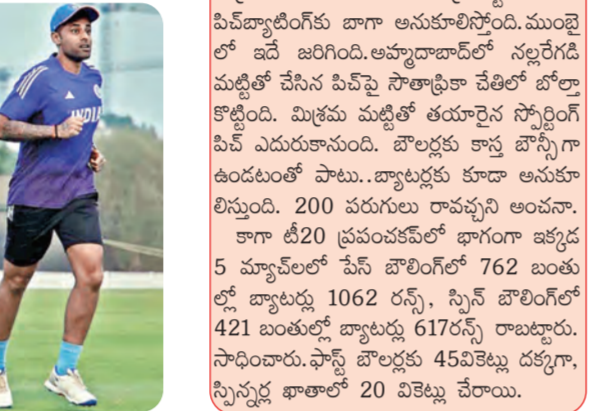 INDIA
పిచ్‌బ్యాటింగ్‌కు బాగా అనుకూలిస్తోంది.ముంబై
లో ఇదే జరిగింది.అహ్మదాబాద్‌లో నల్లరేగడి
మట్టితో చేసిన పిచ్‌పై సౌతాఫ్రికా చేతిలో బోల్తా
కొట్టింది. మిశ్రమ మట్టితో తయారైన స్పోర్టింగ్
పిచ్ ఎదురుకానుంది. బౌలర్లకు కాస్త బౌన్సీగా
ఉండటంతో పాటు..బ్యాటర్లకు కూడా అనుకూ
లిస్తుంది. 200 పరుగులు రావచ్చని అంచనా.
కాగా టీ20 ప్రపంచకప్‌లో భాగంగా ఇక్కడ
5 మ్యాచ్‌లలో పేస్ బౌలింగ్‌లో 762 బంతు
ల్లో బ్యాటర్లు 1062 రన్స్, స్పిన్ బౌలింగ్‌లో
421 బంతుల్లో బ్యాటర్లు 617రన్స్ రాబట్టారు.
సాధించారు.ఫాస్ట్ బౌలర్లకు 45వికెట్లు దక్కగా,
స్పిన్నర్ల ఖాతాలో 20 వికెట్లు చేరాయి.